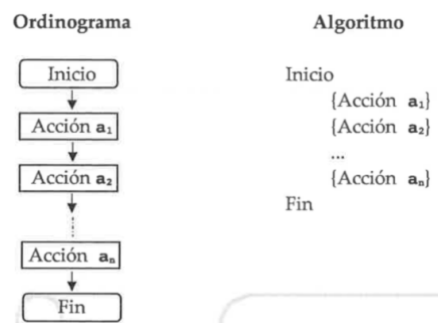 Ordinograma
Inicio
Acción a₁
Acción a₂
Acción aₙ
Fin
Algoritmo
Inicio
{Acción a₁}
{Acción a₂}
...
{Acción aₙ}
Fin